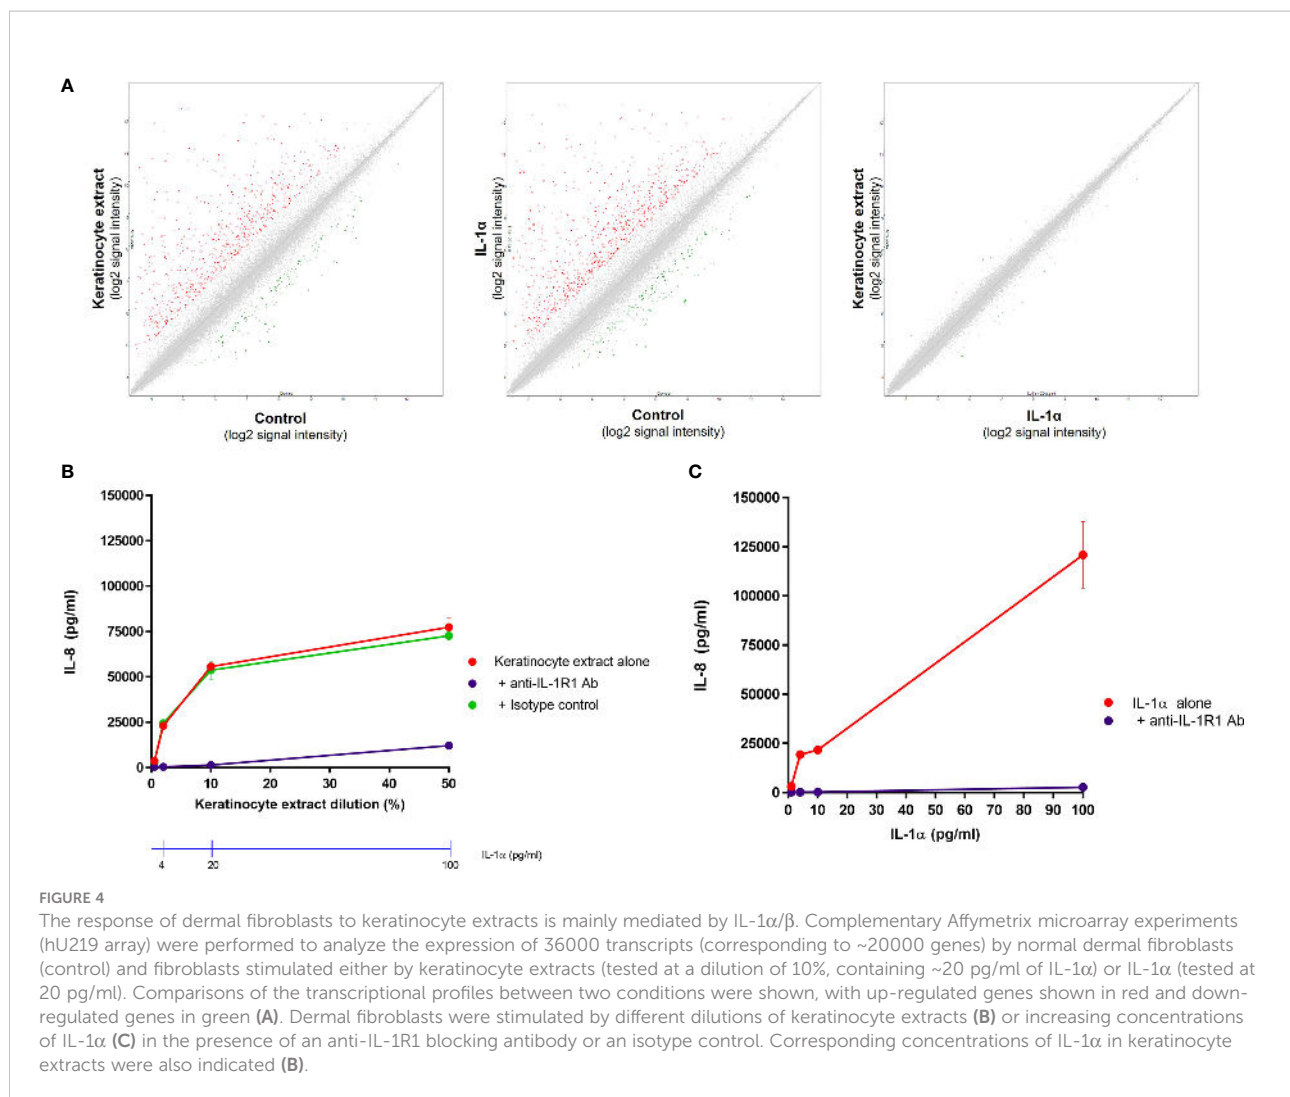 A
Keratinocyte extract
(log2 signal intensity)
Control
(log2 signal intensity)
IL-1α
(log2 signal intensity)
Control
(log2 signal intensity)
Keratinocyte extract
(log2 signal intensity)
IL-1α
(log2 signal intensity)
B
150000
125000
100000
75000
50000
25000
0
IL-8 (pg/ml)
0 10 20 30 40 50
Keratinocyte extract dilution (%)
Keratinocyte extract alone
+ anti-IL-1R1 Ab
+ Isotype control
4 20 100 IL-1α (pg/ml)
C
150000
125000
100000
75000
50000
25000
0
IL-8 (pg/ml)
0 10 20 30 40 50 60 70 80 90 100
IL-1α (pg/ml)
IL-1α alone
+ anti-IL-1R1 Ab
FIGURE 4
The response of dermal fibroblasts to keratinocyte extracts is mainly mediated by IL-1α/β. Complementary Affymetrix microarray experiments
(hU219 array) were performed to analyze the expression of 36000 transcripts (corresponding to ~20000 genes) by normal dermal fibroblasts
(control) and fibroblasts stimulated either by keratinocyte extracts (tested at a dilution of 10%, containing ~20 pg/ml of IL-1α) or IL-1α (tested at
20 pg/ml). Comparisons of the transcriptional profiles between two conditions were shown, with up-regulated genes shown in red and down-
regulated genes in green (A). Dermal fibroblasts were stimulated by different dilutions of keratinocyte extracts (B) or increasing concentrations
of IL-1α (C) in the presence of an anti-IL-1R1 blocking antibody or an isotype control. Corresponding concentrations of IL-1α in keratinocyte
extracts were also indicated (B).